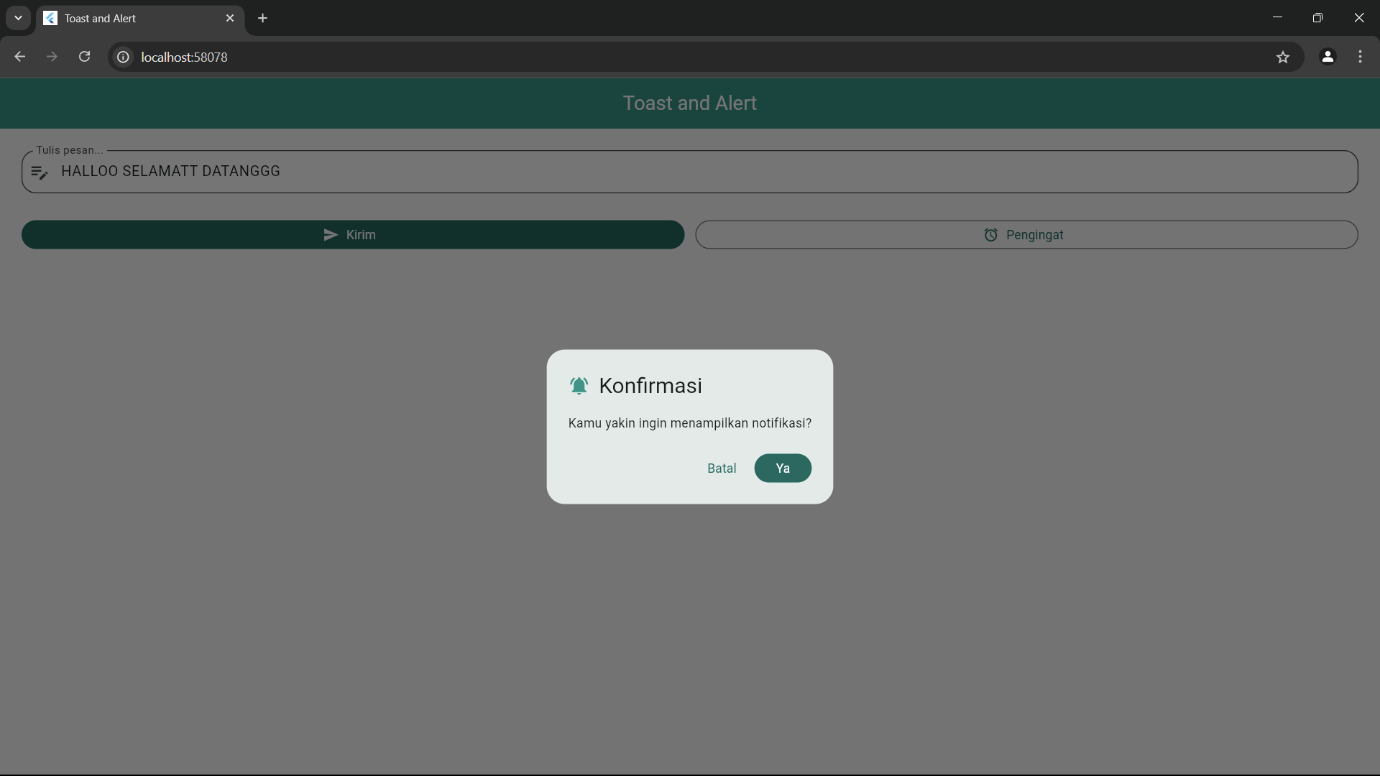 Toast and Alert
localhost:58078
Toast and Alert
Tulis pesan...
HALLOO SELAMATT DATANGGG
Kirim
Pengingat
Konfirmasi
Kamu yakin ingin menampilkan notifikasi?
Batal
Ya